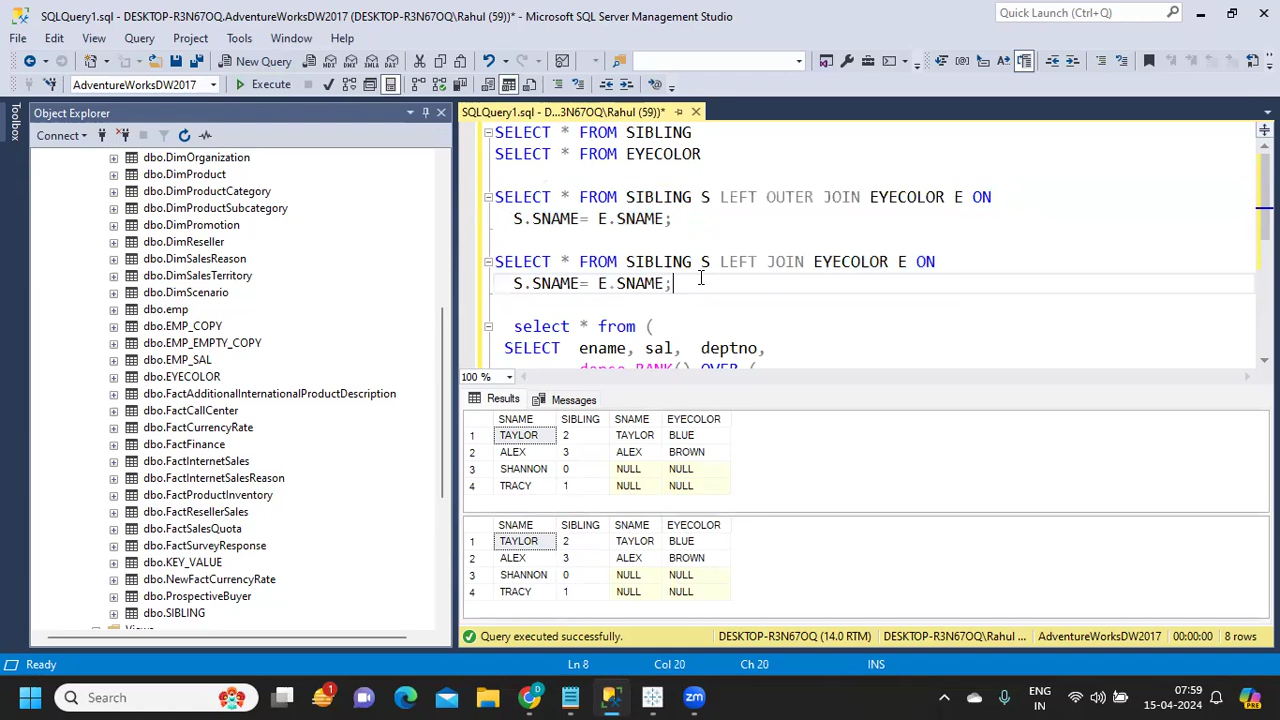 SQLQuery1.sql - DESKTOP-R3N67OQ.AdventureWorksDW2017 (DESKTOP-R3N67OQ\Rahul (59))* - Microsoft SQL Server Management Studio
Quick Launch (Ctrl+Q)
File Edit View Query Project Tools Window Help
New Query
AdventureWorksDW2017 Execute
Toolbox
Object Explorer
Connect
dbo.DimOrganization
dbo.DimProduct
dbo.DimProductCategory
dbo.DimProductSubcategory
dbo.DimPromotion
dbo.DimReseller
dbo.DimSalesReason
dbo.DimSalesTerritory
dbo.DimScenario
dbo.emp
dbo.EMP_COPY
dbo.EMP_EMPTY_COPY
dbo.EMP_SAL
dbo.EYECOLOR
dbo.FactAdditionalInternationalProductDescription
dbo.FactCallCenter
dbo.FactCurrencyRate
dbo.FactFinance
dbo.FactInternetSales
dbo.FactInternetSalesReason
dbo.FactProductInventory
dbo.FactResellerSales
dbo.FactSalesQuota
dbo.FactSurveyResponse
dbo.KEY_VALUE
dbo.NewFactCurrencyRate
dbo.ProspectiveBuyer
dbo.SIBLING
Views
SQLQuery1.sql - D...3N67OQ\Rahul (59))*
SELECT * FROM SIBLING
SELECT * FROM EYECOLOR
SELECT * FROM SIBLING S LEFT OUTER JOIN EYECOLOR E ON
S.SNAME= E.SNAME;
SELECT * FROM SIBLING S LEFT JOIN EYECOLOR E ON
S.SNAME= E.SNAME;
select * from (
SELECT ename, sal, deptno,
dense_RANK() OVER (
100 %
Results Messages
SNAME SIBLING SNAME EYECOLOR
1 TAYLOR 2 TAYLOR BLUE
2 ALEX 3 ALEX BROWN
3 SHANNON 0 NULL NULL
4 TRACY 1 NULL NULL
SNAME SIBLING SNAME EYECOLOR
1 TAYLOR 2 TAYLOR BLUE
2 ALEX 3 ALEX BROWN
3 SHANNON 0 NULL NULL
4 TRACY 1 NULL NULL
Query executed successfully. DESKTOP-R3N67OQ (14.0 RTM) DESKTOP-R3N67OQ\Rahul ... AdventureWorksDW2017 00:00:00 8 rows
Ready Ln 8 Col 20 Ch 20 INS
Search
1
ENG
IN
07:59
15-04-2024